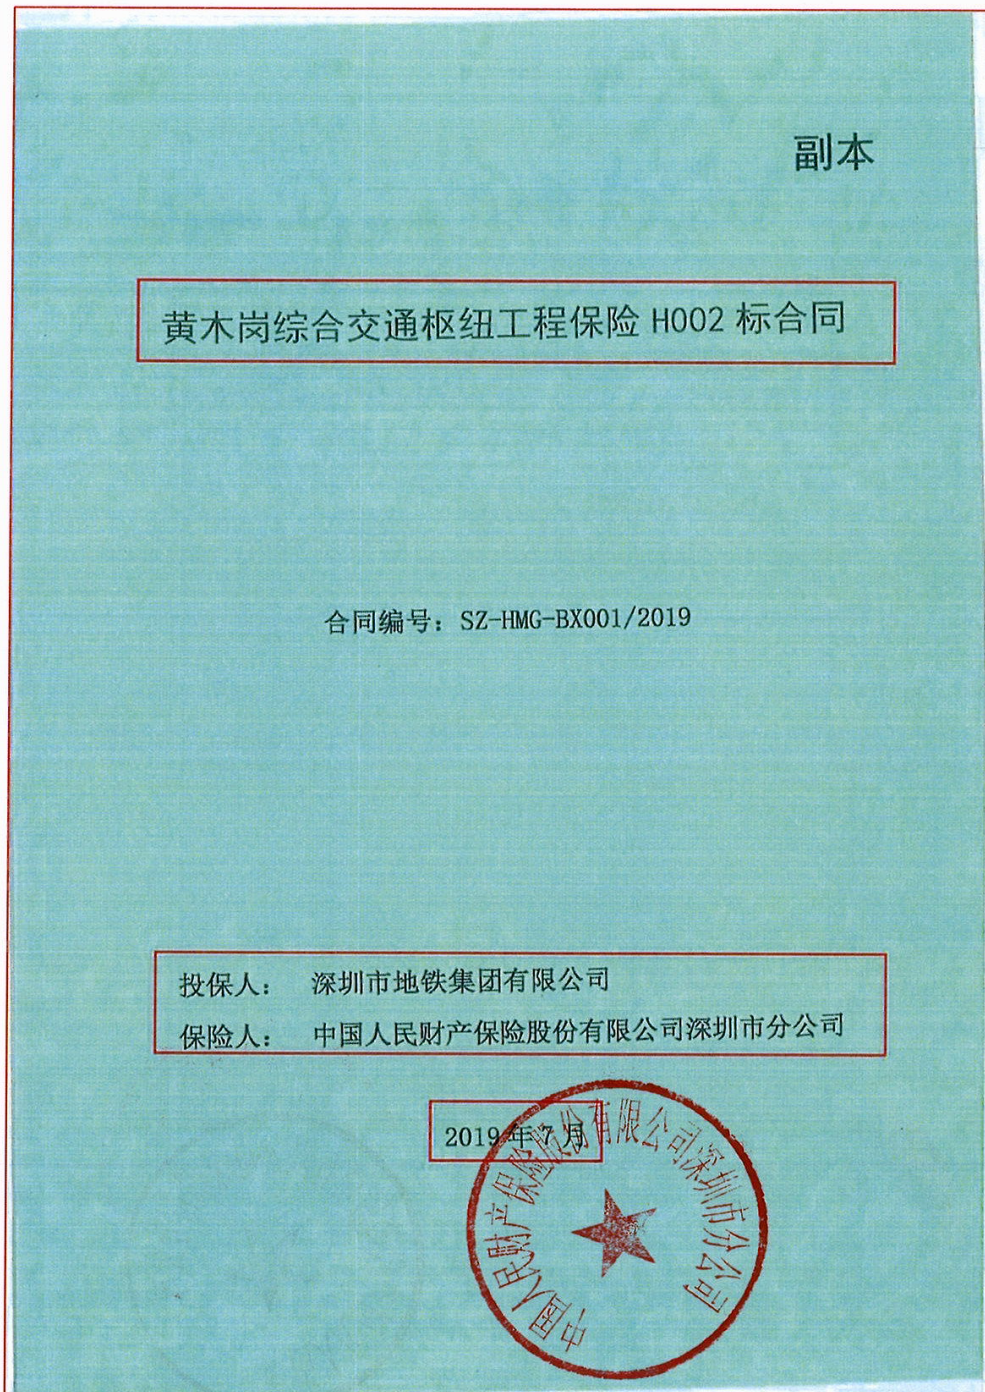 副本
黄木岗综合交通枢纽工程保险 H002 标合同
合同编号：SZ-HMG-BX001/2019
投保人： 深圳市地铁集团有限公司
保险人： 中国人民财产保险股份有限公司深圳市分公司
2019 年 7 月
中国人民财产保险股份有限公司深圳市分公司